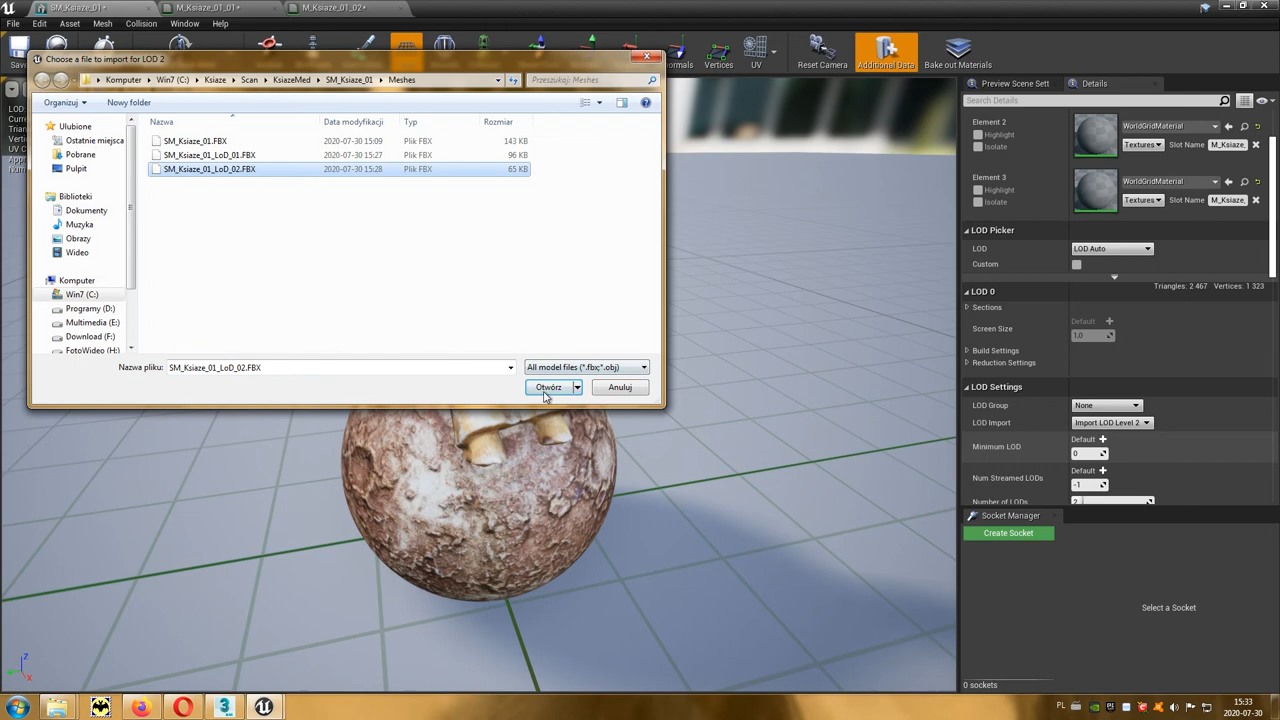 SM_Ksiaze_01*
M_Ksiaze_01_01*
M_Ksiaze_01_02*
File Edit Asset Mesh Collision Window Help
Choose a file to import for LOD 2
Vertices
UV
Reset Camera
Additional Data
Bake out Materials
Komputer Win7 (C:) Ksiaze Scan KsiazeMed SM_Ksiaze_01 Meshes
Przeszukaj: Meshes
Organizuj
Nowy folder
Nazwa Data modyfikacji Typ Rozmiar
SM_Ksiaze_01.FBX 2020-07-30 15:09 Plik FBX 143 KB
SM_Ksiaze_01_LoD_01.FBX 2020-07-30 15:27 Plik FBX 96 KB
SM_Ksiaze_01_LoD_02.FBX 2020-07-30 15:28 Plik FBX 65 KB
Ulubione
Ostatnie miejsca
Pobrane
Pulpit
Biblioteki
Dokumenty
Muzyka
Obrazy
Wideo
Komputer
Win7 (C:)
Programy (D:)
Multimedia (E:)
Download (F:)
FotoWideo (H:)
Nazwa pliku: SM_Ksiaze_01_LoD_02.FBX
All model files (*.fbx;*.obj)
Otwórz
Anuluj
Preview Scene Sett
Details
Search Details
Element 2
Highlight
Isolate
WorldGridMaterial
Textures
Slot Name M_Ksiaze_
Element 3
Highlight
Isolate
WorldGridMaterial
Textures
Slot Name M_Ksiaze_
LOD Picker
LOD LOD Auto
Custom
LOD 0
Triangles: 2 467 Vertices: 1 323
Sections
Screen Size
Default
1,0
Build Settings
Reduction Settings
LOD Settings
LOD Group None
LOD Import Import LOD Level 2
Minimum LOD
Default
0
Num Streamed LODs
Default
-1
Number of LODs 2
Socket Manager
Create Socket
Select a Socket
0 sockets
PL
15:33
2020-07-30